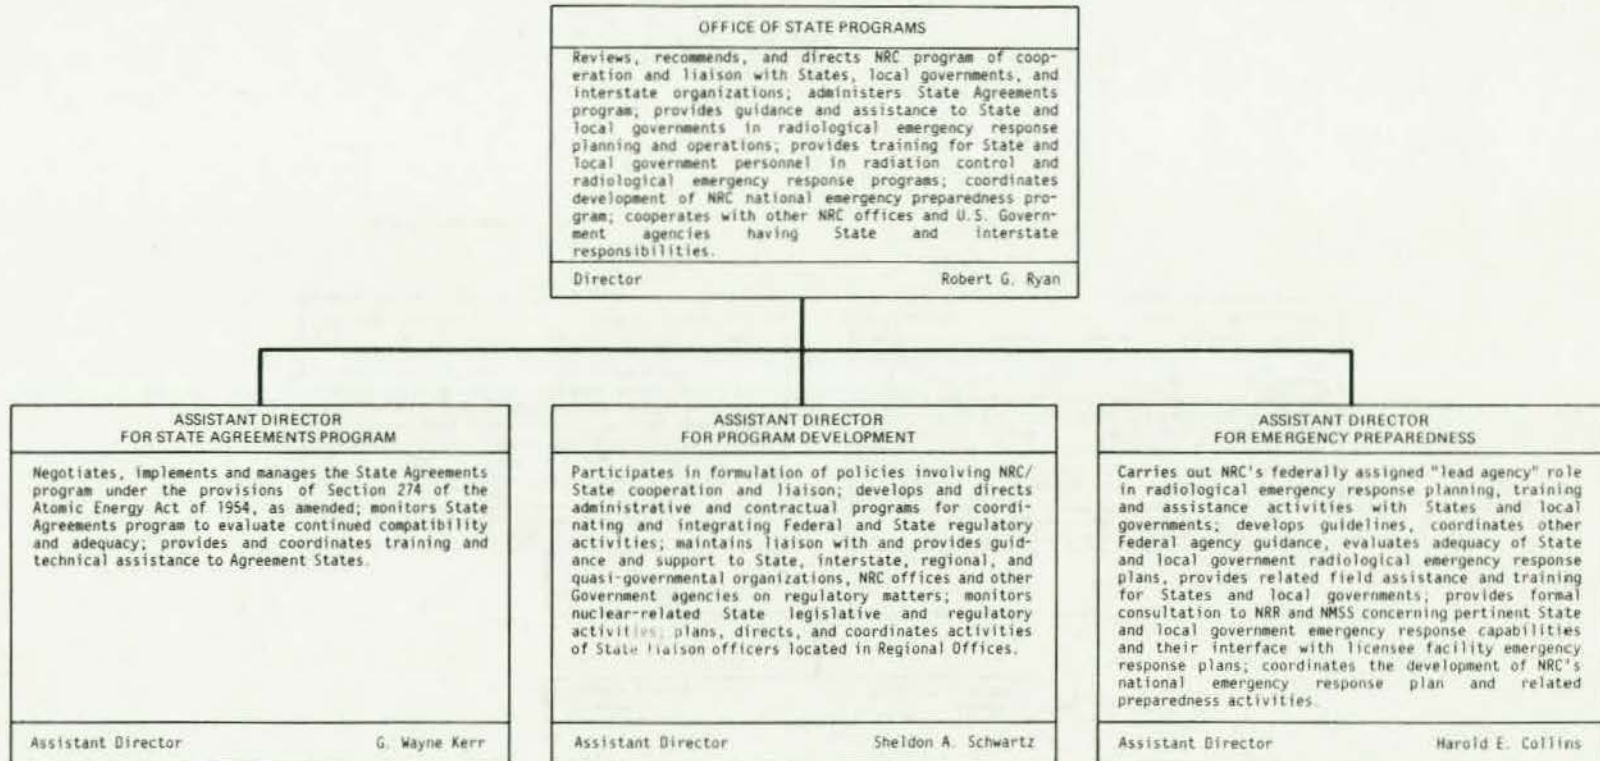 OFFICE OF STATE PROGRAMS
Reviews, recommends, and directs NRC program of coop-
eration and liaison with States, local governments, and
interstate organizations; administers State Agreements
program; provides guidance and assistance to State and
local governments in radiological emergency response
planning and operations; provides training for State and
local government personnel in radiation control and
radiological emergency response programs; coordinates
development of NRC national emergency preparedness pro-
gram; cooperates with other NRC offices and U.S. Govern-
ment agencies having State and interstate
responsibilities.
Director Robert G. Ryan
ASSISTANT DIRECTOR
FOR STATE AGREEMENTS PROGRAM
Negotiates, implements and manages the State Agreements
program under the provisions of Section 274 of the
Atomic Energy Act of 1954, as amended; monitors State
Agreements program to evaluate continued compatibility
and adequacy; provides and coordinates training and
technical assistance to Agreement States.
Assistant Director G. Wayne Kerr
ASSISTANT DIRECTOR
FOR PROGRAM DEVELOPMENT
Participates in formulation of policies involving NRC/
State cooperation and liaison; develops and directs
administrative and contractual programs for coordi-
nating and integrating Federal and State regulatory
activities; maintains liaison with and provides guid-
ance and support to State, interstate, regional, and
quasi-governmental organizations, NRC offices and other
Government agencies on regulatory matters; monitors
nuclear-related State legislative and regulatory
activities; plans, directs, and coordinates activities
of State liaison officers located in Regional Offices.
Assistant Director Sheldon A. Schwartz
ASSISTANT DIRECTOR
FOR EMERGENCY PREPAREDNESS
Carries out NRC's federally assigned "lead agency" role
in radiological emergency response planning, training
and assistance activities with States and local
governments; develops guidelines, coordinates other
Federal agency guidance, evaluates adequacy of State
and local government radiological emergency response
plans, provides related field assistance and training
for States and local governments; provides formal
consultation to NRR and NMSS concerning pertinent State
and local government emergency response capabilities
and their interface with licensee facility emergency
response plans; coordinates the development of NRC's
national emergency response plan and related
preparedness activities.
Assistant Director Harold E. Collins